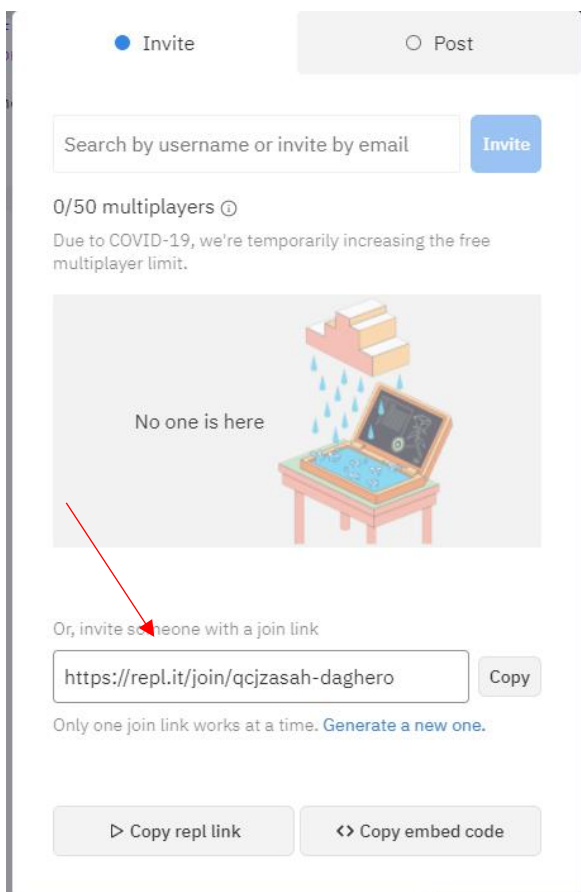 Invite
Post
Search by username or invite by email
Invite
0/50 multiplayers
Due to COVID-19, we're temporarily increasing the free
multiplayer limit.
No one is here
Or, invite someone with a join link
https://repl.it/join/qcjzasah-daghero
Copy
Only one join link works at a time. Generate a new one.
Copy repl link
<> Copy embed code